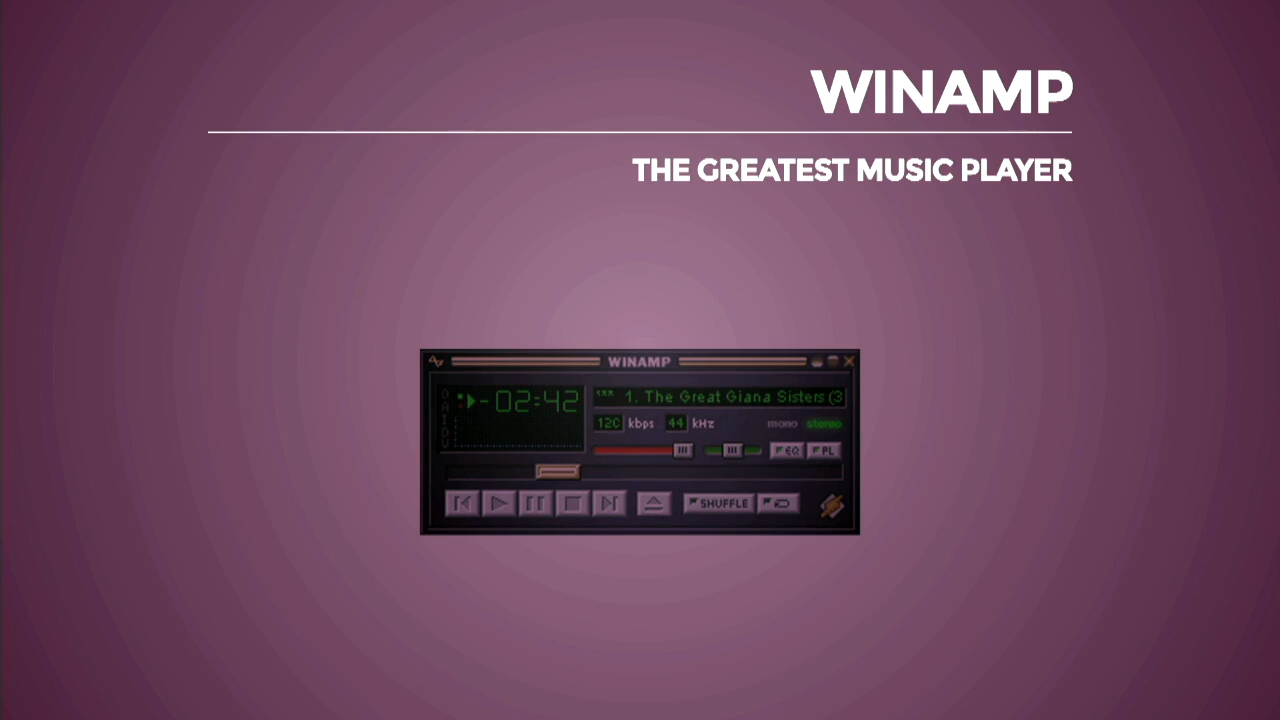 WINAMP
THE GREATEST MUSIC PLAYER
WINAMP
O
A
I
D
V
-02:42
1. The Great Giana Sisters (3
120 kbps 44 kHz mono stereo
EQ PL
SHUFFLE